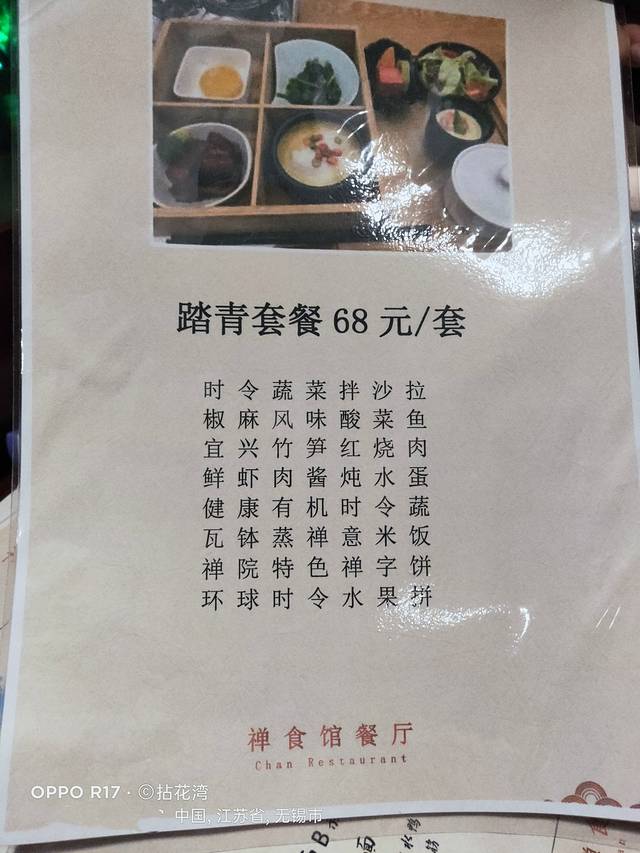 踏青套餐 68 元/套
时令蔬菜拌沙拉
椒麻风味酸菜鱼
宜兴竹笋红烧肉
鲜虾肉酱炖水蛋
健康有机时令蔬
瓦钵蒸禅意米饭
禅院特色禅字饼
环球时令水果拼
禅食馆餐厅
Chan Restaurant
OPPO R17 · ©拈花湾
中国, 江苏省, 无锡市